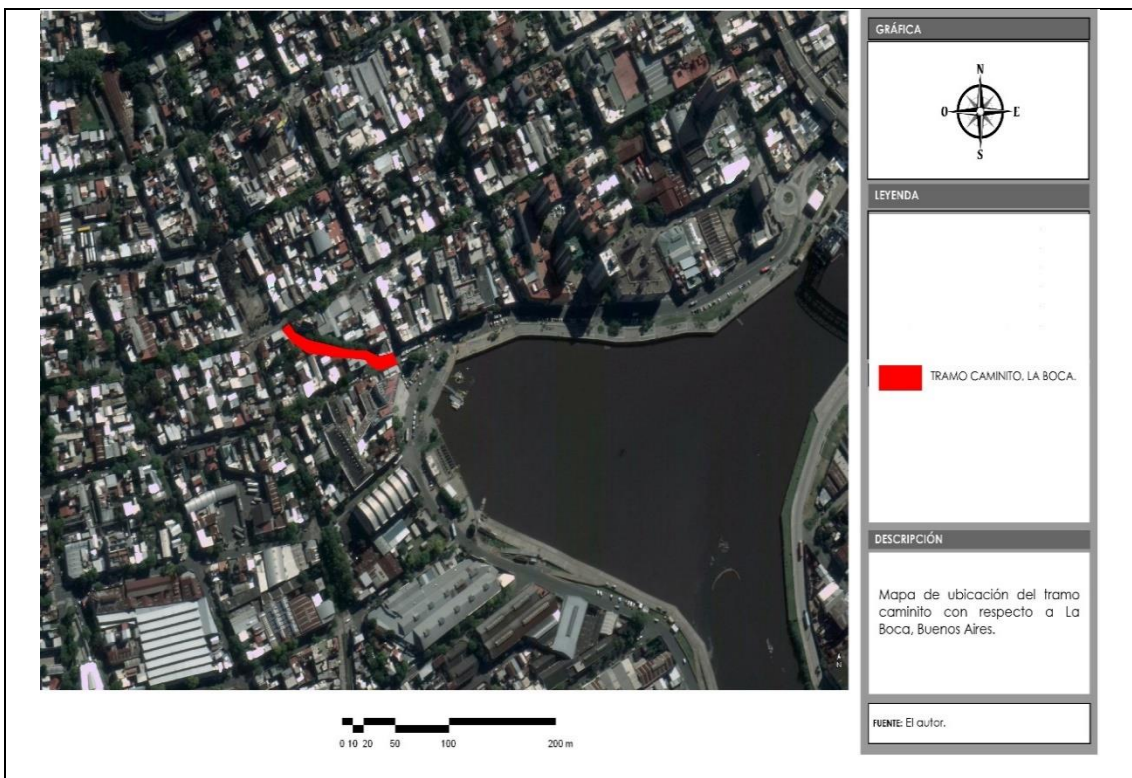 GRÁFICA
N
O
E
S
LEYENDA
TRAMO CAMINITO, LA BOCA.
DESCRIPCIÓN
Mapa de ubicación del tramo
caminito con respecto a La
Boca, Buenos Aires.
FUENTE: El autor.
0 10 20 50 100 200 m